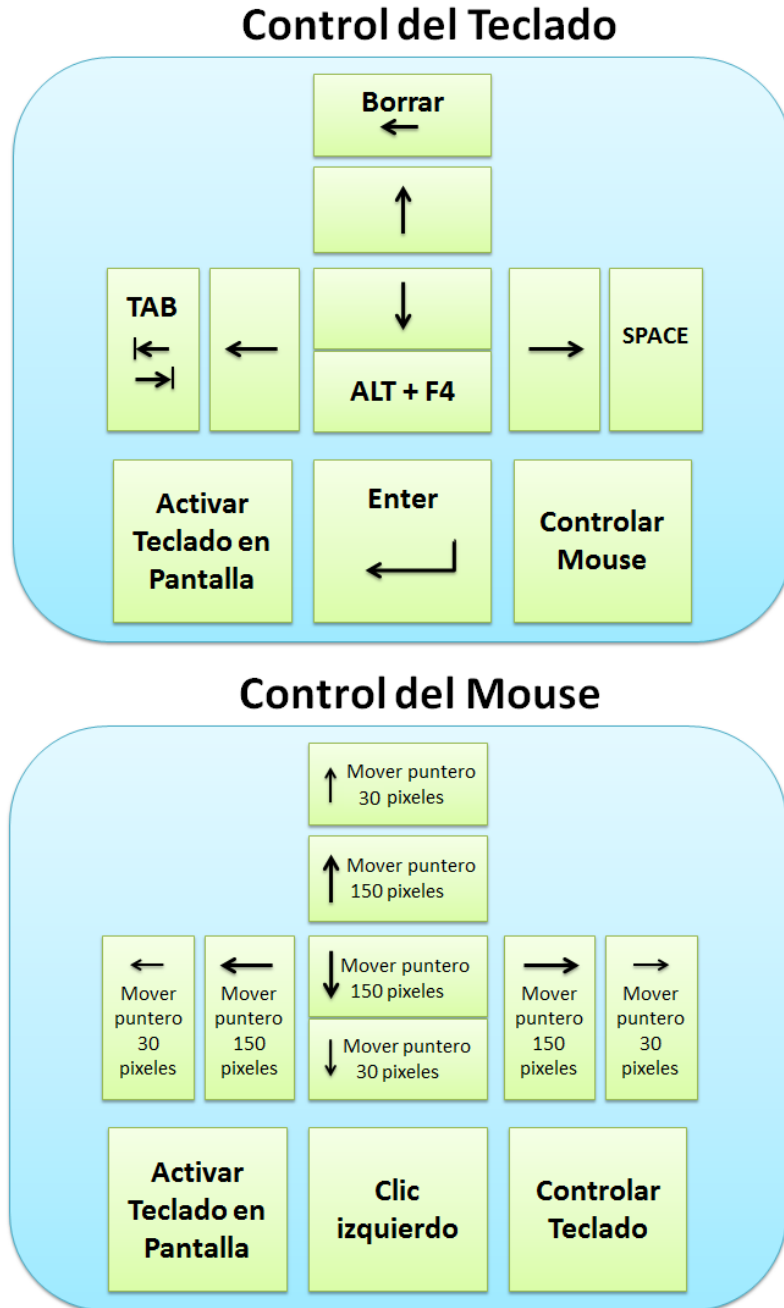 Control del Teclado
Borrar
TAB
SPACE
ALT + F4
Activar
Teclado en
Pantalla
Enter
Controlar
Mouse
Control del Mouse
Mover puntero
30 pixeles
Mover puntero
150 pixeles
Mover
puntero
30
pixeles
Mover
puntero
150
pixeles
Mover puntero
150 pixeles
Mover puntero
30 pixeles
Mover
puntero
150
pixeles
Mover
puntero
30
pixeles
Activar
Teclado en
Pantalla
Clic
izquierdo
Controlar
Teclado